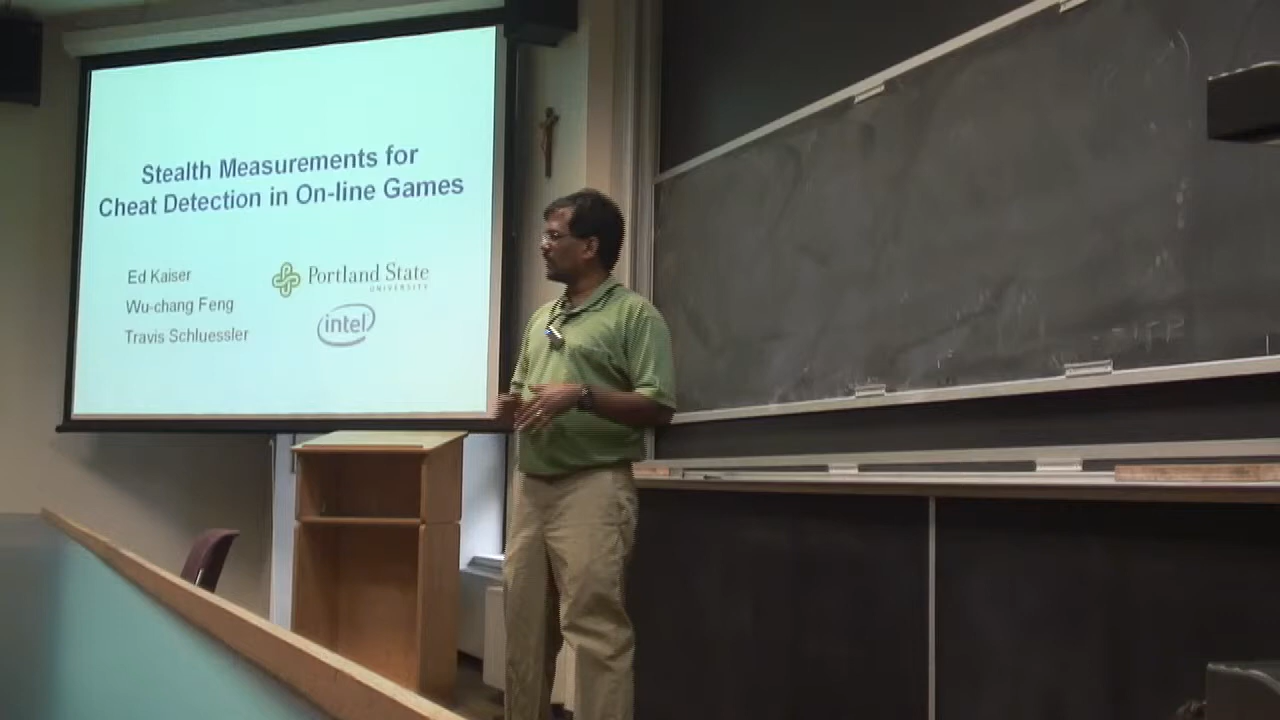 Stealth Measurements for
Cheat Detection in On-line Games
Ed Kaiser
Wu-chang Feng
Travis Schluessler
Portland State
UNIVERSITY
intel